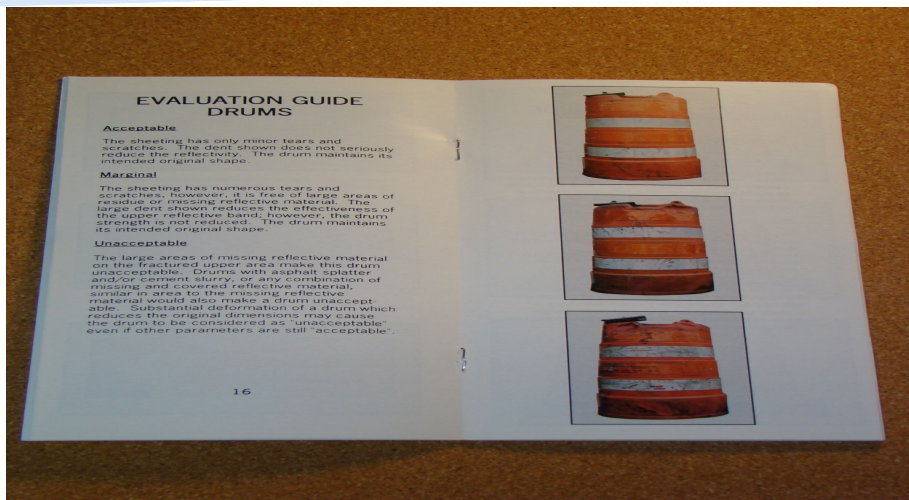 EVALUATION GUIDE
DRUMS
Acceptable
The sheeting has only minor tears and
scratches. The dent shown does not seriously
reduce the reflectivity. The drum maintains its
intended original shape.
Marginal
The sheeting has numerous tears and
scratches, however, it is free of large areas of
residue or missing reflective material. The
large dent shown reduces the effectiveness of
the upper reflective band, however, the drum
strength is not reduced. The drum maintains
its intended original shape.
Unacceptable
The large areas of missing reflective material
on the fractured upper area make this drum
unacceptable. Drums with asphalt splatter
and/or cement slurry, or any combination of
missing and covered reflective material,
similar in area to the missing reflective
material would also make a drum unaccept-
able. Substantial deformation of a drum which
reduces the original dimensions may cause
the drum to be considered as "unacceptable"
even if other parameters are still "acceptable".
16